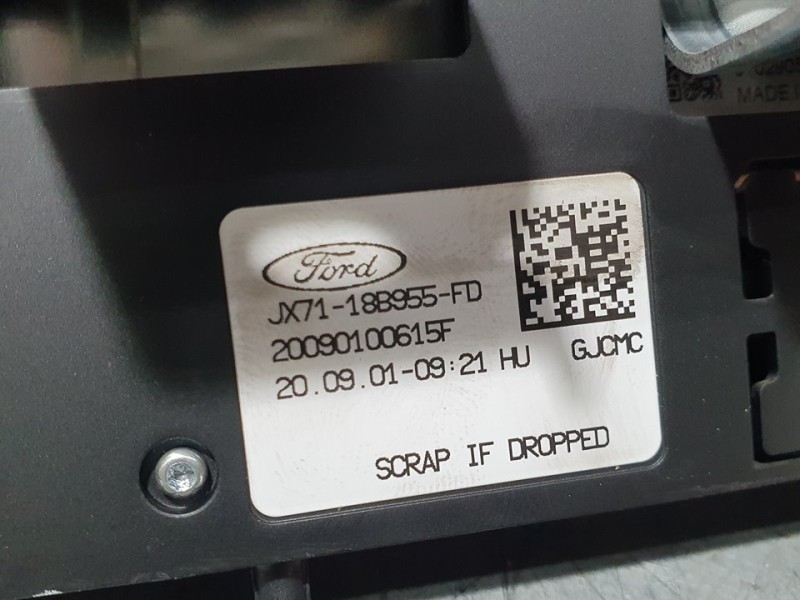 MADE
Ford
JX71-18B955-FD
20090100615F
20.09.01-09:21 HU GJCMC
SCRAP IF DROPPED